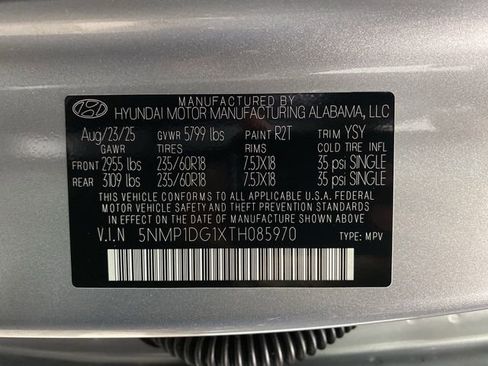 MANUFACTURED BY
HYUNDAI MOTOR MANUFACTURING ALABAMA, LLC
Aug/23/25 GVWR 5799 lbs PAINT R2T TRIM YSY
GAWR TIRES RIMS COLD TIRE INFL
FRONT 2955 lbs 235/60R18 7.5JX18 35 psi SINGLE
REAR 3109 lbs 235/60R18 7.5JX18 35 psi SINGLE
THIS VEHICLE CONFORMS TO ALL APPLICABLE U.S.A. FEDERAL
MOTOR VEHICLE SAFETY AND THEFT PREVENTION STANDARDS
IN EFFECT ON THE DATE OF MANUFACTURE SHOWN ABOVE
V.I.N 5NMP1DG1XTH085970 TYPE: MPV